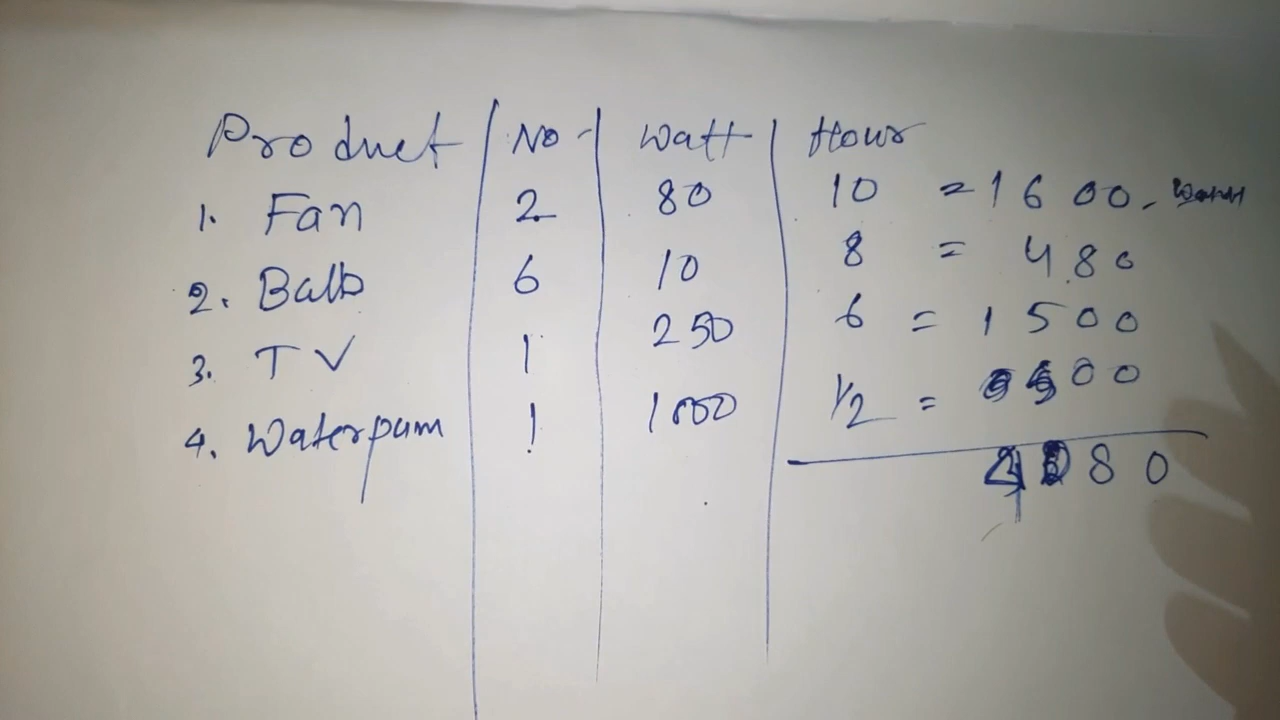 Product No Watt Hour
1. Fan 2 80 10 = 1600
2. Balb 6 10 8 = 480
3. TV 1 250 6 = 1500
4. Waterpum 1 1000 1/2 = 500
4080